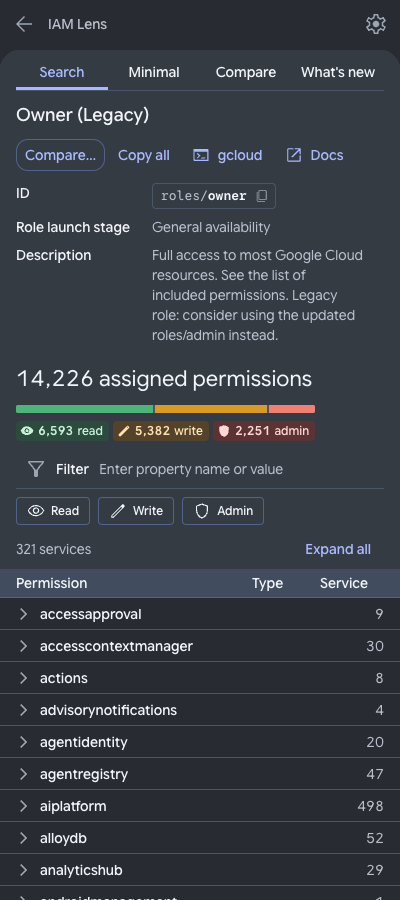 IAM Lens
Search Minimal Compare What's new
Owner (Legacy)
Compare... Copy all gcloud Docs
ID roles/owner
Role launch stage General availability
Description Full access to most Google Cloud
resources. See the list of
included permissions. Legacy
role: consider using the updated
roles/admin instead.
14,226 assigned permissions
6,593 read 5,382 write 2,251 admin
Filter Enter property name or value
Read Write Admin
321 services Expand all
Permission Type Service
accessapproval 9
accesscontextmanager 30
actions 8
advisorynotifications 4
agentidentity 20
agentregistry 47
aiplatform 498
alloydb 52
analyticshub 29